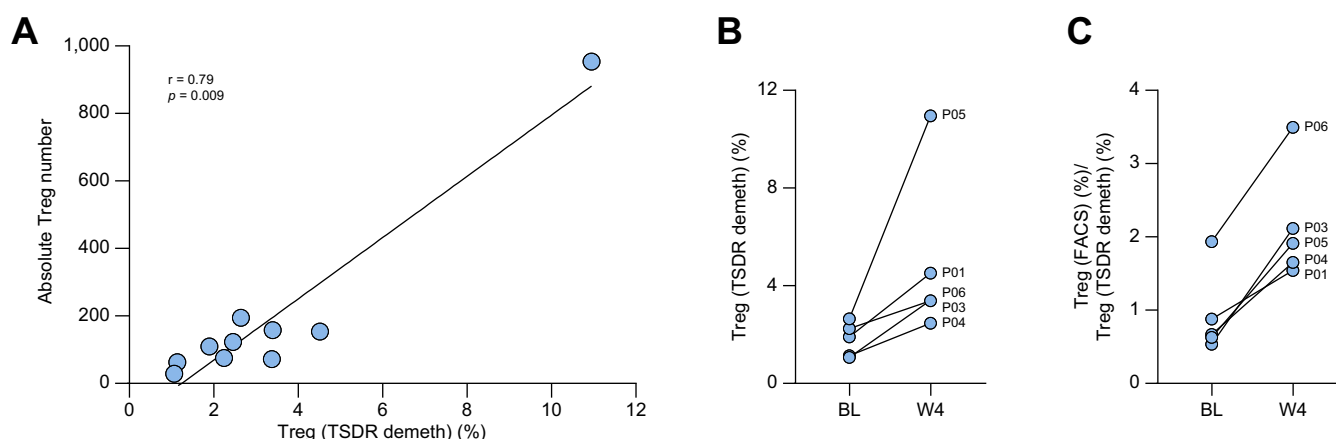 A
1,000
800
600
400
200
0
Absolute Treg number
r = 0.79
p = 0.009
0 2 4 6 8 10 12
Treg (TSDR demeth) (%)
B
12
8
4
0
Treg (TSDR demeth) (%)
P05
P01
P06
P03
P04
BL W4
C
4
3
2
1
0
Treg (FACS) (%)/
Treg (TSDR demeth) (%)
P06
P03
P05
P04
P01
BL W4